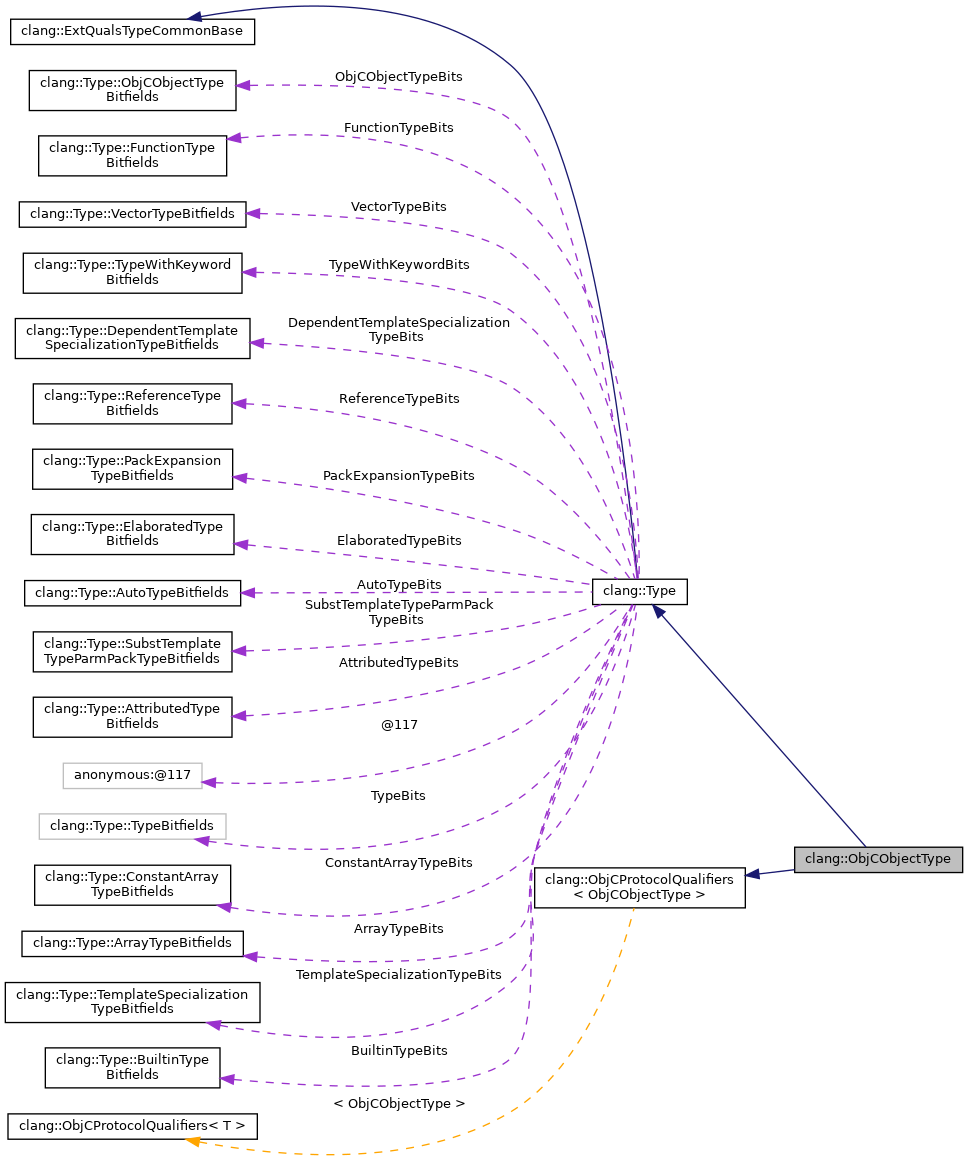 clang::ExtQualsTypeCommonBase
ObjCObjectTypeBits
clang::Type::ObjCObjectType
Bitfields
FunctionTypeBits
clang::Type::FunctionType
Bitfields
VectorTypeBits
clang::Type::VectorTypeBitfields
TypeWithKeywordBits
clang::Type::TypeWithKeyword
Bitfields
DependentTemplateSpecialization
TypeBits
clang::Type::DependentTemplate
SpecializationTypeBitfields
ReferenceTypeBits
clang::Type::ReferenceType
Bitfields
PackExpansionTypeBits
clang::Type::PackExpansion
TypeBitfields
ElaboratedTypeBits
clang::Type::ElaboratedType
Bitfields
AutoTypeBits
clang::Type::AutoTypeBitfields
clang::Type
SubstTemplateTypeParmPack
TypeBits
clang::Type::SubstTemplate
TypeParmPackTypeBitfields
AttributedTypeBits
clang::Type::AttributedType
Bitfields
@117
anonymous:@117
TypeBits
clang::Type::TypeBitfields
ConstantArrayTypeBits
clang::Type::ConstantArray
TypeBitfields
clang::ObjCObjectType
clang::ObjCProtocolQualifiers
< ObjCObjectType >
ArrayTypeBits
clang::Type::ArrayTypeBitfields
TemplateSpecializationTypeBits
clang::Type::TemplateSpecialization
TypeBitfields
BuiltinTypeBits
clang::Type::BuiltinType
Bitfields
< ObjCObjectType >
clang::ObjCProtocolQualifiers< T >